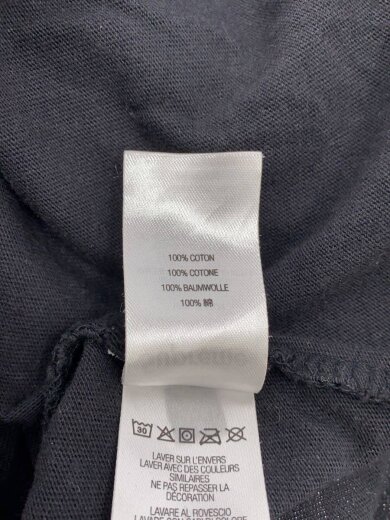 100% COTON
100% COTONE
100% BAUMWOLLE
100% 綿
30
LAVER SUR L'ENVERS
LAVER AVEC DES COULEURS
SIMILAIRES
NE PAS REPASSER LA
DÉCORATION
LAVARE AL ROVESCIO